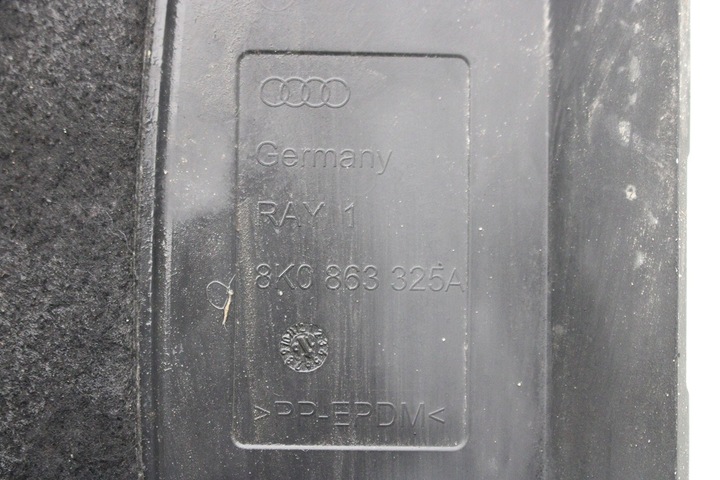 Germany
RAY 1
8K0 863 325A
>PP-EPDM<